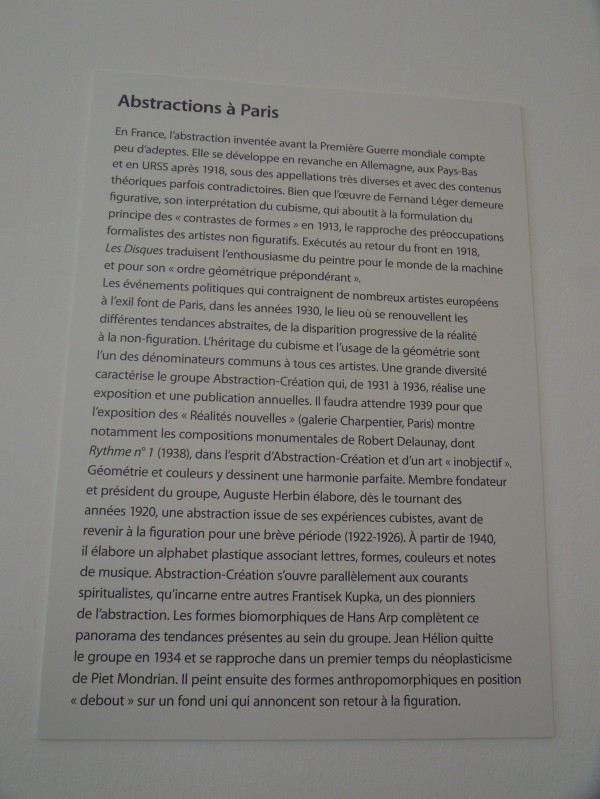 Abstractions à Paris
En France, l'abstraction inventée avant la Première Guerre mondiale compte
peu d'adeptes. Elle se développe en revanche en Allemagne, aux Pays-Bas
et en URSS après 1918, sous des appellations très diverses et avec des contenus
théoriques parfois contradictoires. Bien que l'œuvre de Fernand Léger demeure
figurative, son interprétation du cubisme, qui aboutit à la formulation du
principe des « contrastes de formes » en 1913, le rapproche des préoccupations
formalistes des artistes non figuratifs. Exécutés au retour du front en 1918,
Les Disques traduisent l'enthousiasme du peintre pour le monde de la machine
et pour son « ordre géométrique prépondérant ».
Les événements politiques qui contraignent de nombreux artistes européens
à l'exil font de Paris, dans les années 1930, le lieu où se renouvellent les
différentes tendances abstraites, de la disparition progressive de la réalité
à la non-figuration. L'héritage du cubisme et l'usage de la géométrie sont
l'un des dénominateurs communs à tous ces artistes. Une grande diversité
caractérise le groupe Abstraction-Création qui, de 1931 à 1936, réalise une
exposition et une publication annuelles. Il faudra attendre 1939 pour que
l'exposition des « Réalités nouvelles » (galerie Charpentier, Paris) montre
notamment les compositions monumentales de Robert Delaunay, dont
Rythme n° 1 (1938), dans l'esprit d'Abstraction-Création et d'un art « inobjectif ».
Géométrie et couleurs y dessinent une harmonie parfaite. Membre fondateur
et président du groupe, Auguste Herbin élabore, dès le tournant des
années 1920, une abstraction issue de ses expériences cubistes, avant de
revenir à la figuration pour une brève période (1922-1926). À partir de 1940,
il élabore un alphabet plastique associant lettres, formes, couleurs et notes
de musique. Abstraction-Création s'ouvre parallèlement aux courants
spiritualistes, qu'incarne entre autres Frantisek Kupka, un des pionniers
de l'abstraction. Les formes biomorphiques de Hans Arp complètent ce
panorama des tendances présentes au sein du groupe. Jean Hélion quitte
le groupe en 1934 et se rapproche dans un premier temps du néoplasticisme
de Piet Mondrian. Il peint ensuite des formes anthropomorphiques en position
« debout » sur un fond uni qui annoncent son retour à la figuration.